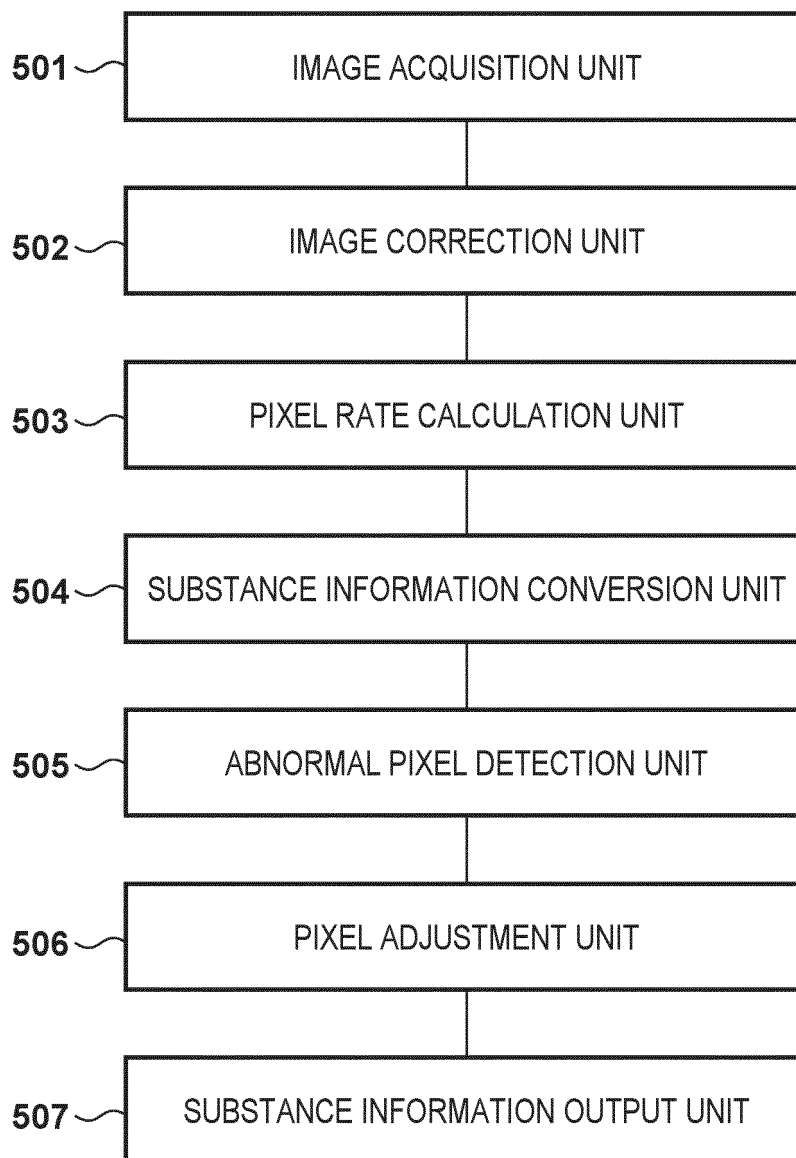 501 IMAGE ACQUISITION UNIT
502 IMAGE CORRECTION UNIT
503 PIXEL RATE CALCULATION UNIT
504 SUBSTANCE INFORMATION CONVERSION UNIT
505 ABNORMAL PIXEL DETECTION UNIT
506 PIXEL ADJUSTMENT UNIT
507 SUBSTANCE INFORMATION OUTPUT UNIT